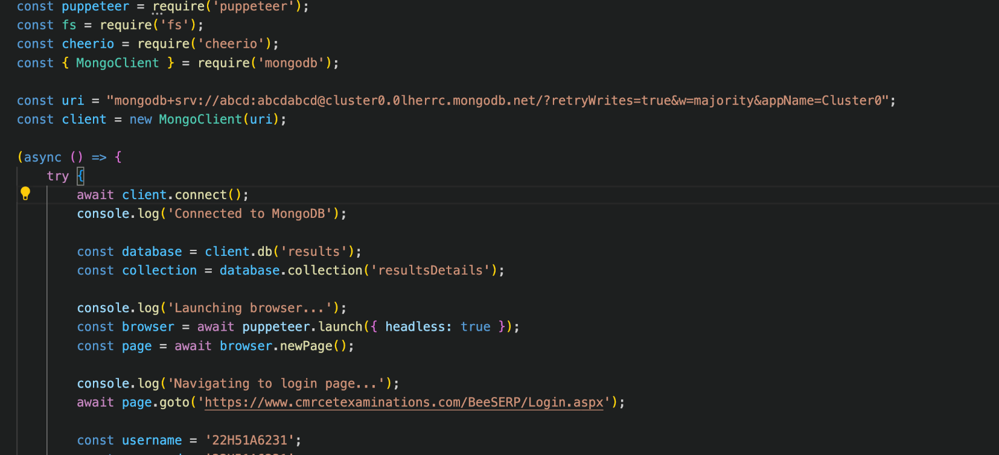 const puppeteer = require('puppeteer');
const fs = require('fs');
const cheerio = require('cheerio');
const { MongoClient } = require('mongodb');
const uri = "mongodb+srv://abcd:abcdabcd@cluster0.0lherrc.mongodb.net/?retryWrites=true&w=majority&appName=Cluster0";
const client = new MongoClient(uri);
(async () => {
try {
await client.connect();
console.log('Connected to MongoDB');
const database = client.db('results');
const collection = database.collection('resultsDetails');
console.log('Launching browser...');
const browser = await puppeteer.launch({ headless: true });
const page = await browser.newPage();
console.log('Navigating to login page...');
await page.goto('https://www.cmrcetexaminations.com/BeeSERP/Login.aspx');
const username = '22H51A6231';